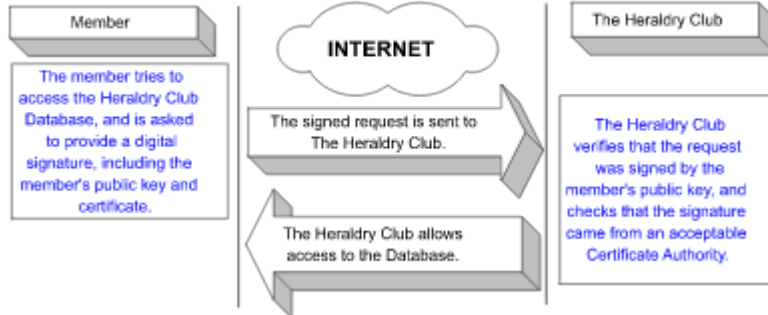 Member
The member tries to
access the Heraldry Club
Database, and is asked
to provide a digital
signature, including the
member's public key and
certificate.
INTERNET
The signed request is sent to
The Heraldry Club.
The Heraldry Club allows
access to the Database.
The Heraldry Club
The Heraldry Club
verifies that the request
was signed by the
member's public key, and
checks that the signature
came from an acceptable
Certificate Authority.